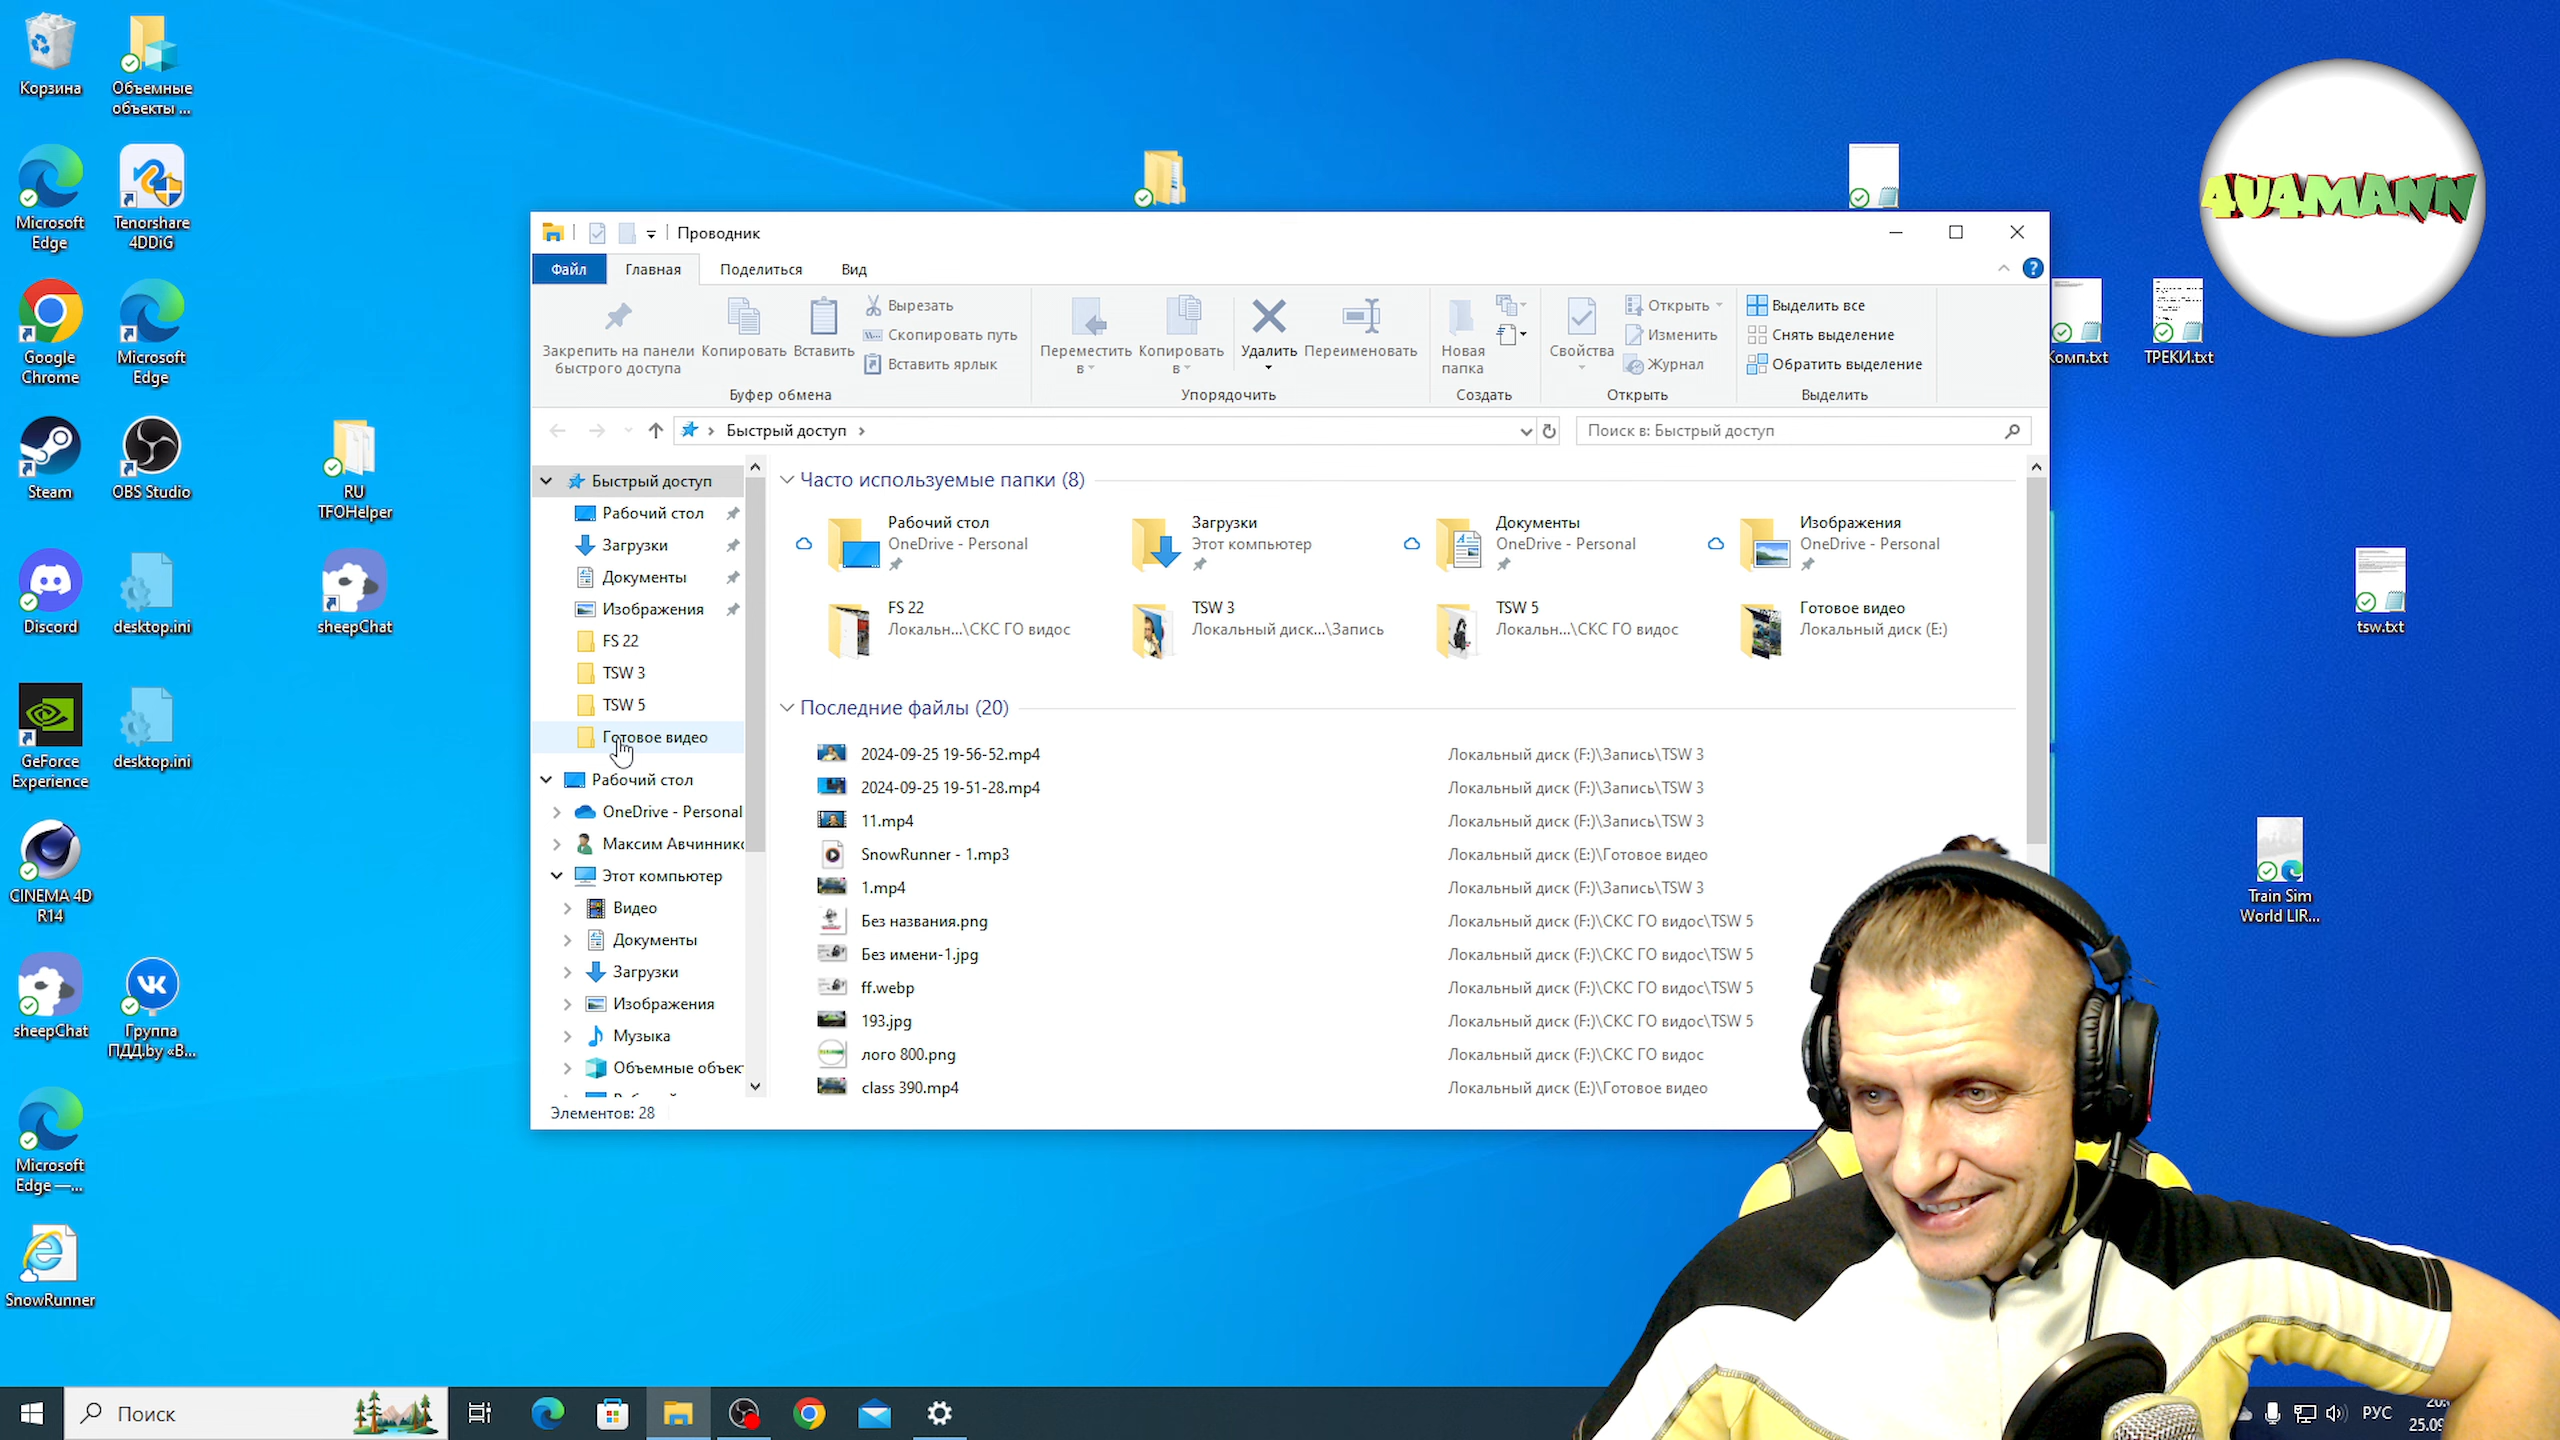 Корзина
Объемные
объекты ...
Microsoft
Edge
Tenorshare
4DDiG
Google
Chrome
Microsoft
Edge
Steam
OBS Studio
RU
TFOHelper
Discord
desktop.ini
sheepChat
GeForce
Experience
desktop.ini
CINEMA 4D
R14
sheepChat
Группа
ПДД.by «В...
Microsoft
Edge —...
SnowRunner
4U4MANN
Комп.txt
ТРЕКИ.txt
tsw.txt
Train Sim
World LIR...
Проводник
Файл
Главная
Поделиться
Вид
Закрепить на панели
быстрого доступа
Копировать
Вставить
Вырезать
Скопировать путь
Вставить ярлык
Буфер обмена
Переместить
в
Копировать
в
Удалить
Переименовать
Упорядочить
Новая
папка
Создать
Свойства
Открыть
Изменить
Журнал
Открыть
Выделить все
Снять выделение
Обратить выделение
Выделить
Быстрый доступ
Поиск в: Быстрый доступ
Быстрый доступ
Рабочий стол
Загрузки
Документы
Изображения
FS 22
TSW 3
TSW 5
Готовое видео
Рабочий стол
OneDrive - Personal
Максим Авчиннико
Этот компьютер
Видео
Документы
Загрузки
Изображения
Музыка
Объемные объек
Элементов: 28
Часто используемые папки (8)
Рабочий стол
OneDrive - Personal
Загрузки
Этот компьютер
Документы
OneDrive - Personal
Изображения
OneDrive - Personal
FS 22
Локальн...\СКС ГО видос
TSW 3
Локальный диск...\Запись
TSW 5
Локальн...\СКС ГО видос
Готовое видео
Локальный диск (E:)
Последние файлы (20)
2024-09-25 19-56-52.mp4 Локальный диск (F:)\Запись\TSW 3
2024-09-25 19-51-28.mp4 Локальный диск (F:)\Запись\TSW 3
11.mp4 Локальный диск (F:)\Запись\TSW 3
SnowRunner - 1.mp3 Локальный диск (E:)\Готовое видео
1.mp4 Локальный диск (F:)\Запись\TSW 3
Без названия.png Локальный диск (F:)\СКС ГО видос\TSW 5
Без имени-1.jpg Локальный диск (F:)\СКС ГО видос\TSW 5
ff.webp Локальный диск (F:)\СКС ГО видос\TSW 5
193.jpg Локальный диск (F:)\СКС ГО видос\TSW 5
лого 800.png Локальный диск (F:)\СКС ГО видос
class 390.mp4 Локальный диск (E:)\Готовое видео
Поиск
РУС
25.09